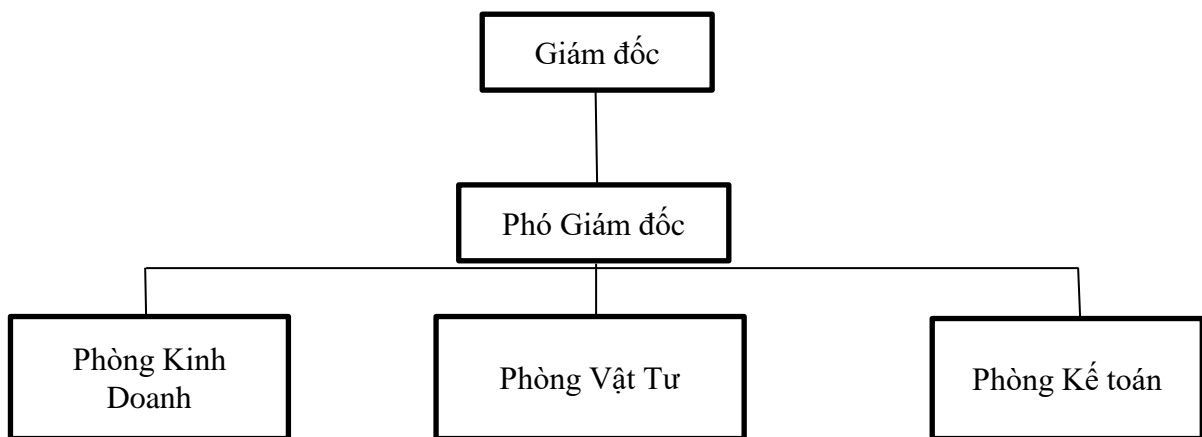 Giám đốc
Phó Giám đốc
Phòng Kinh
Doanh
Phòng Vật Tư
Phòng Kế toán